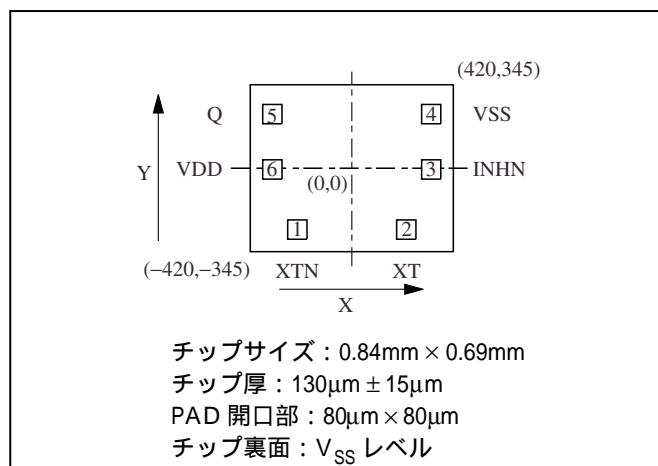 (420,345)
Q 5 4 VSS
Y VDD 6 (0,0) 3 INHN
1 2
(−420,−345) XTN XT
X
チップサイズ：0.84mm × 0.69mm
チップ厚：130μm ± 15μm
PAD 開口部：80μm × 80μm
チップ裏面：VSS レベル